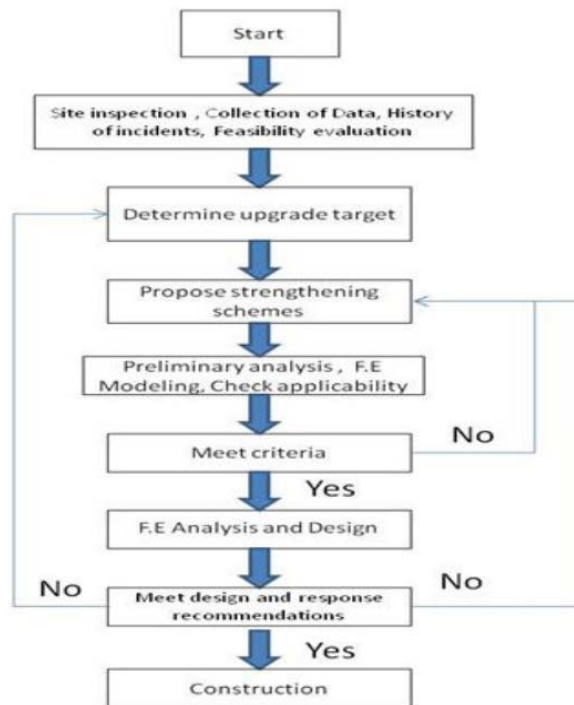 Start
Site inspection , Collection of Data, History
of incidents, Feasibility evaluation
Determine upgrade target
Propose strengthening
schemes
Preliminary analysis , F.E
Modeling, Check applicability
No
Meet criteria
Yes
F.E Analysis and Design
No
Meet design and response
recommendations
No
Yes
Construction